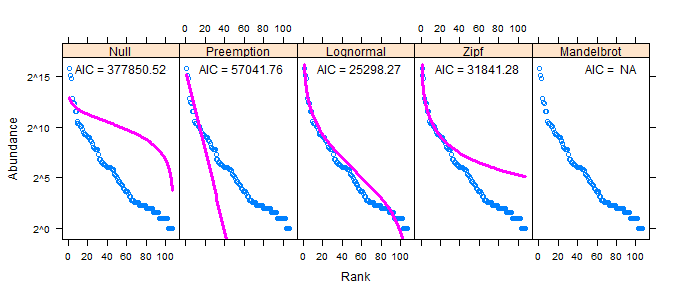 0 20 40 60 80 100 0 20 40 60 80 100
Null Preemption Lognormal Zipf Mandelbrot
AIC = 377850.52 AIC = 57041.76 AIC = 25298.27 AIC = 31841.28 AIC = NA
2^15
2^10
Abundance
2^5
2^0
0 20 40 60 80 100 0 20 40 60 80 100 0 20 40 60 80 100
Rank